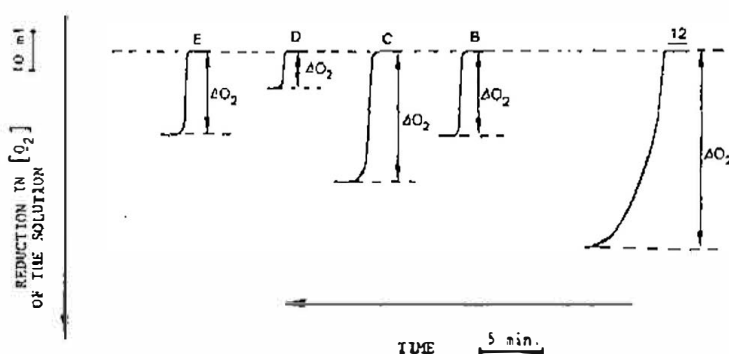 E
D
C
B
12
10 ml
ΔO₂
ΔO₂
ΔO₂
ΔO₂
ΔO₂
REDUCTION IN [O₂]
OF THE SOLUTION
TIME
5 min.